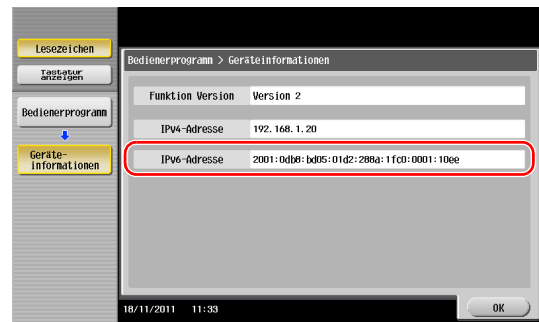 Lesezeichen
Tastatur
anzeigen
Bedienerprogramm
Geräte-
informationen
Bedienerprogramm > Geräteinformationen
Funktion Version Version 2
IPv4-Adresse 192.168.1.20
IPv6-Adresse 2001:0db8:bd05:01d2:288a:1fc0:0001:10ee
18/11/2011 11:33
OK